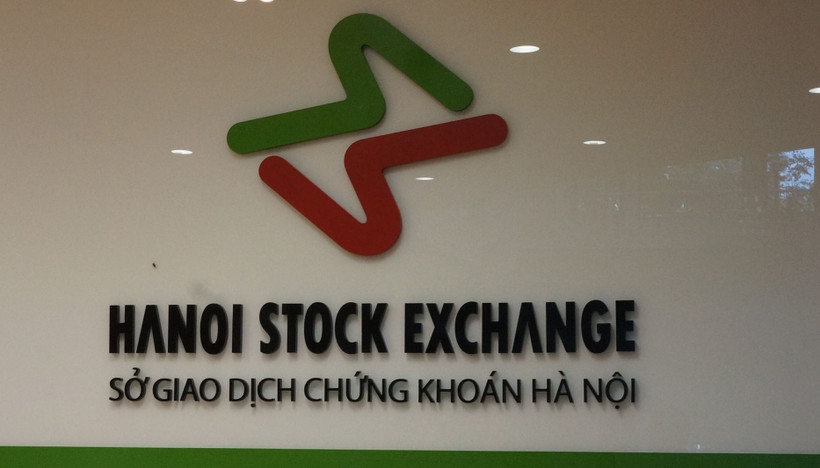 HANOI STOCK EXCHANGE
SỞ GIAO DỊCH CHỨNG KHOÁN HÀ NỘI